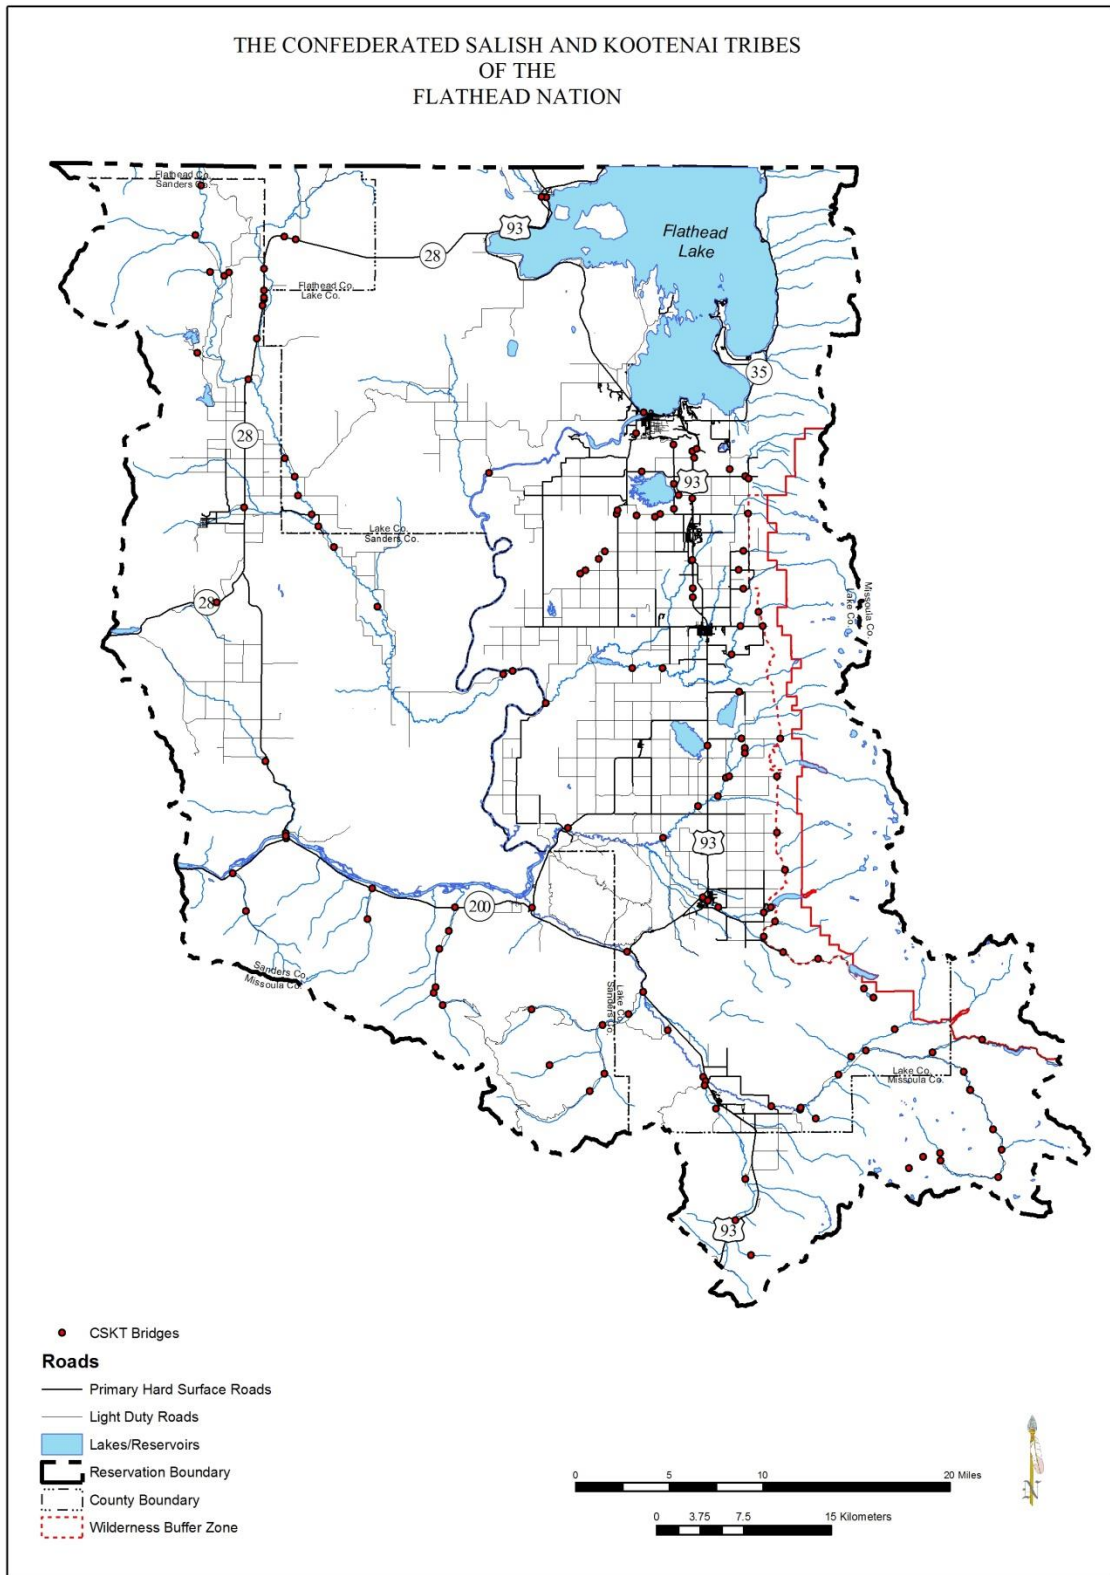 THE CONFEDERATED SALISH AND KOOTENAI TRIBES
OF THE
FLATHEAD NATION
Flathead Co.
Sanders Co.
93
28
Flathead
Lake
Flathead Co.
Lake Co.
35
28
93
Lake Co.
Sanders Co.
28
Missoula Co.
Lake Co.
93
200
Sanders Co.
Missoula Co.
Lake Co.
Sanders Co.
Lake Co.
Missoula Co.
93
CSKT Bridges
Roads
Primary Hard Surface Roads
Light Duty Roads
Lakes/Reservoirs
Reservation Boundary
County Boundary
Wilderness Buffer Zone
0 5 10 20 Miles
0 3.75 7.5 15 Kilometers
N